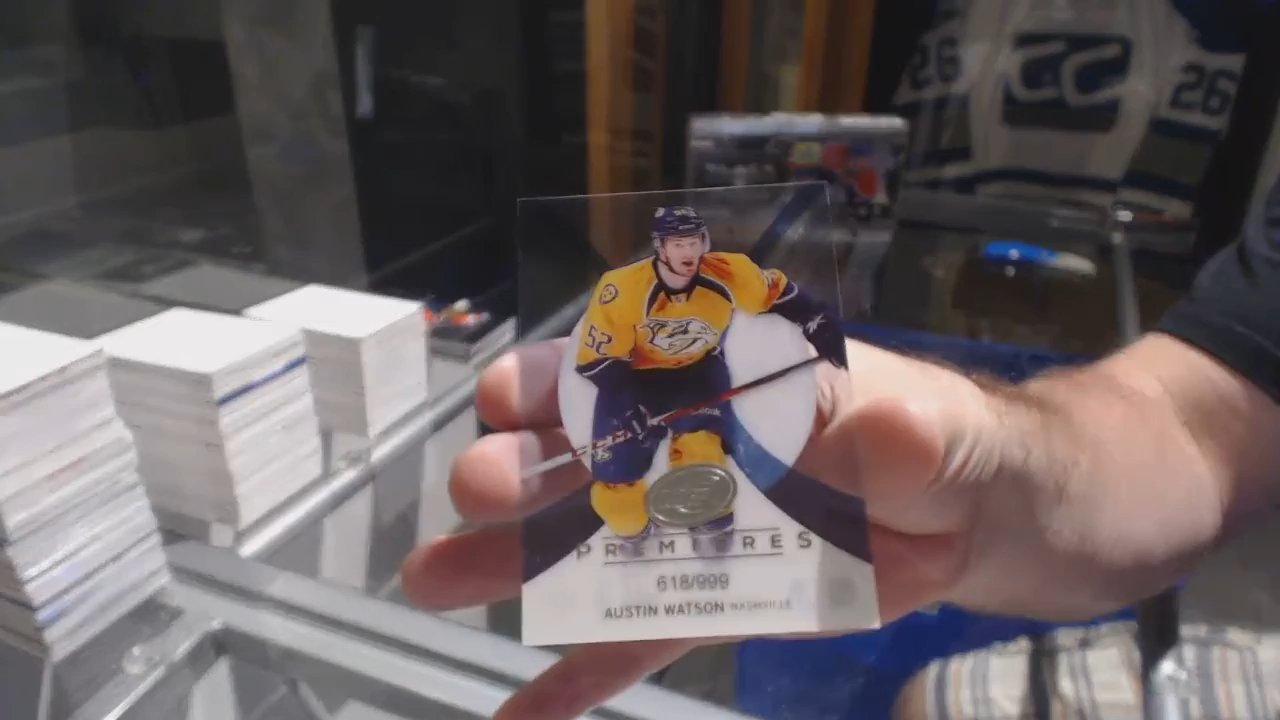 26
26
52
PREMIERES
618/999
AUSTIN WATSON NASHVILLE